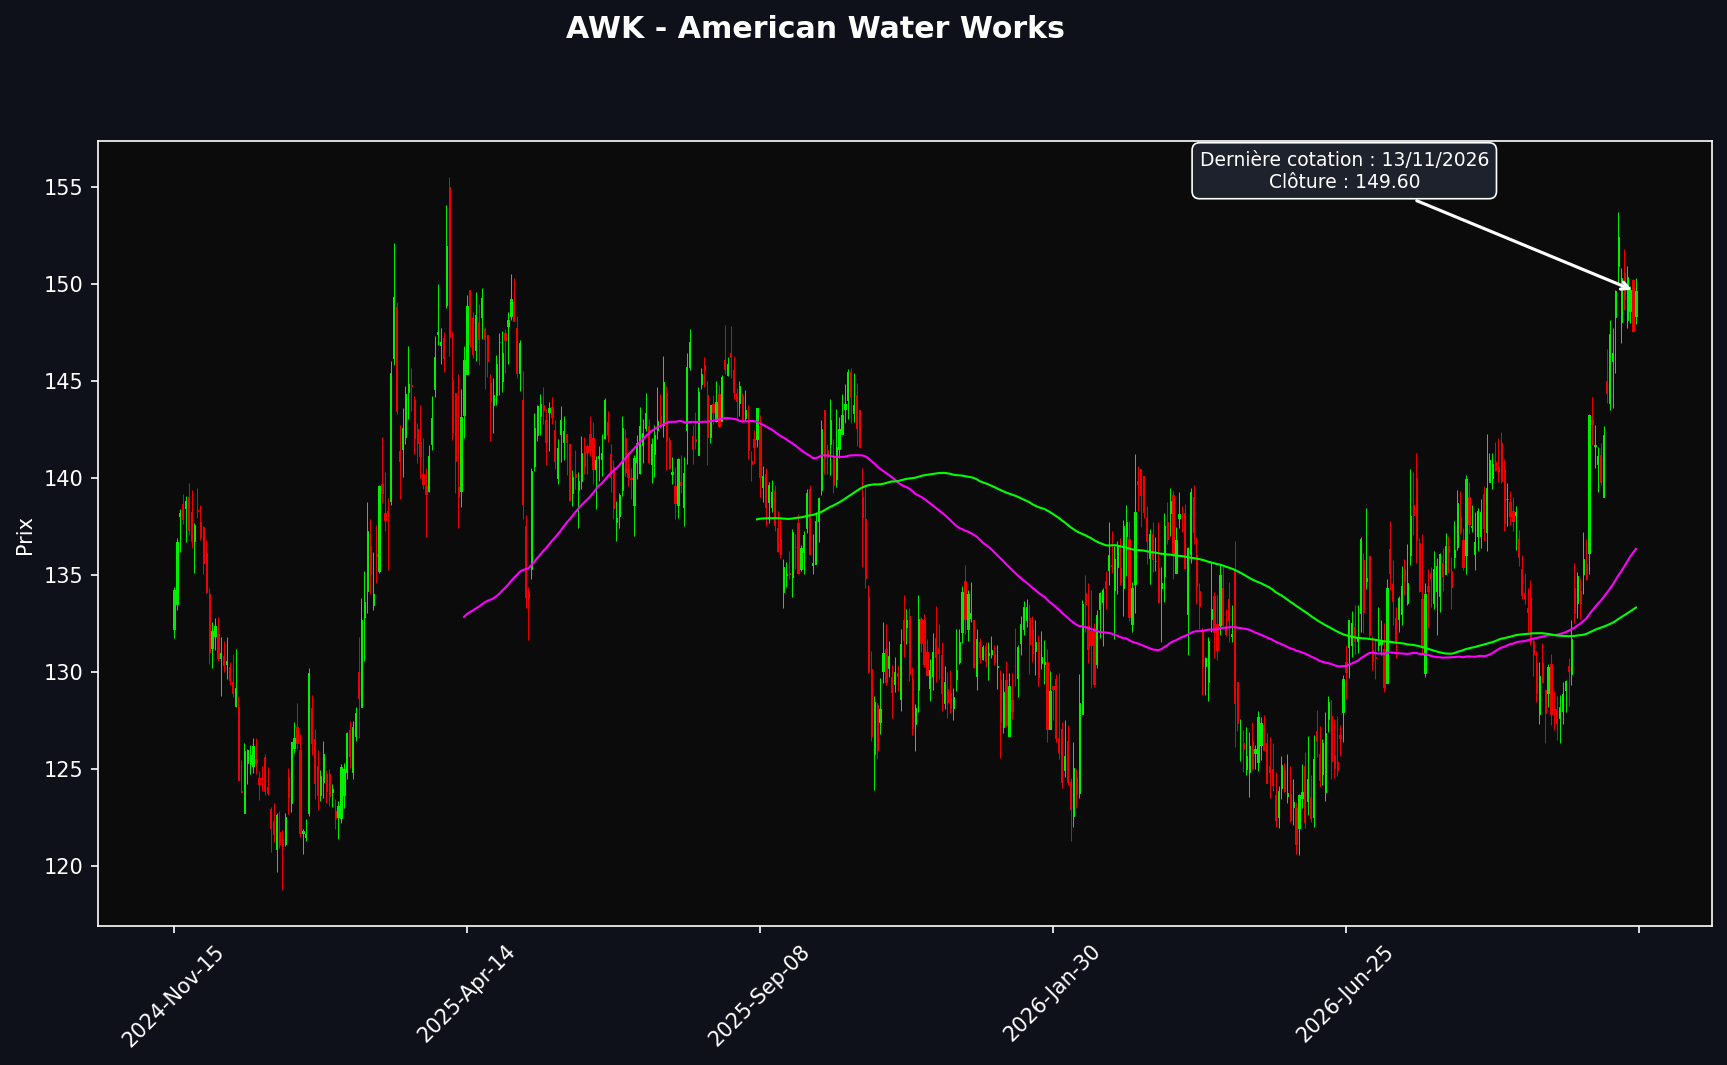 AWK - American Water Works
Dernière cotation : 13/11/2026
Clôture : 149.60
Prix
155
150
145
140
135
130
125
120
2024-Nov-15
2025-Apr-14
2025-Sep-08
2026-Jan-30
2026-Jun-25